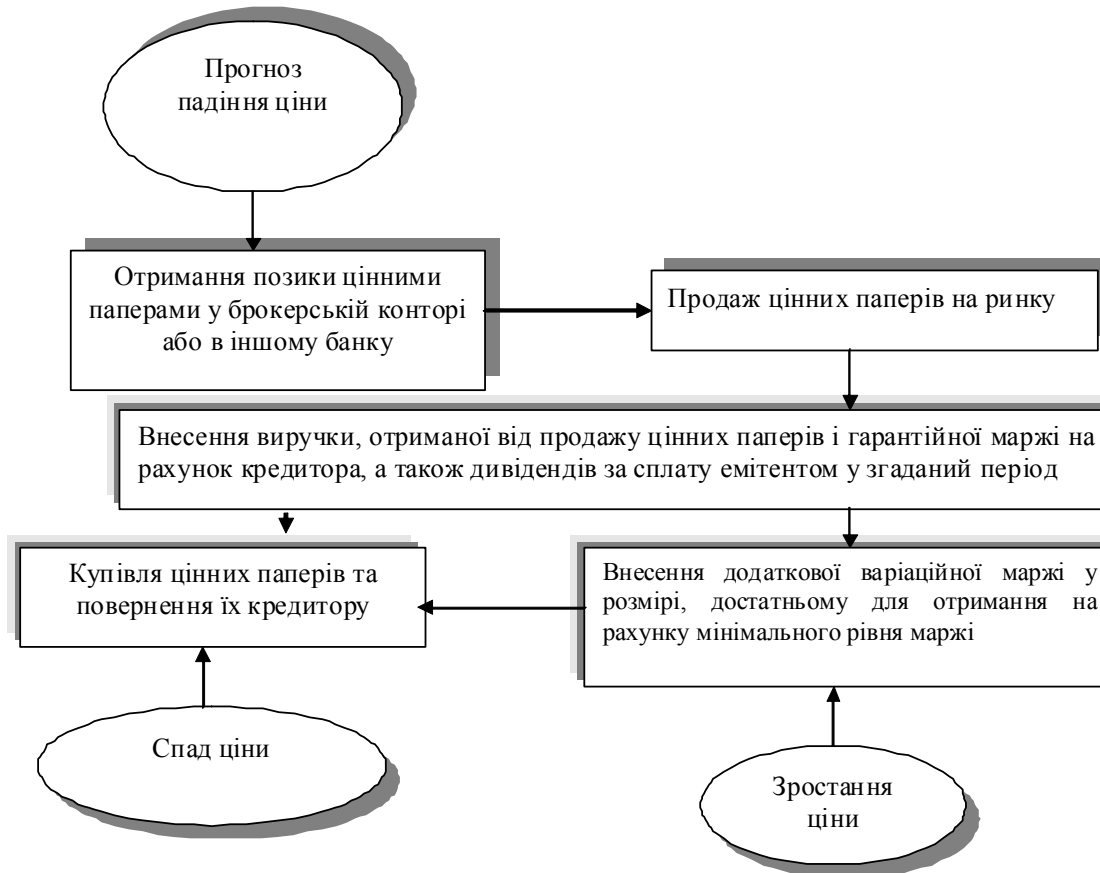 Прогноз
падіння ціни
Отримання позики цінними
паперами у брокерській конторі
або в іншому банку
Продаж цінних паперів на ринку
Внесення виручки, отриманої від продажу цінних паперів і гарантійної маржі на
рахунок кредитора, а також дивідендів за сплату емітентом у згаданий період
Купівля цінних паперів та
повернення їх кредитору
Внесення додаткової варіаційної маржі у
розмірі, достатньому для отримання на
рахунку мінімального рівня маржі
Спад ціни
Зростання
ціни